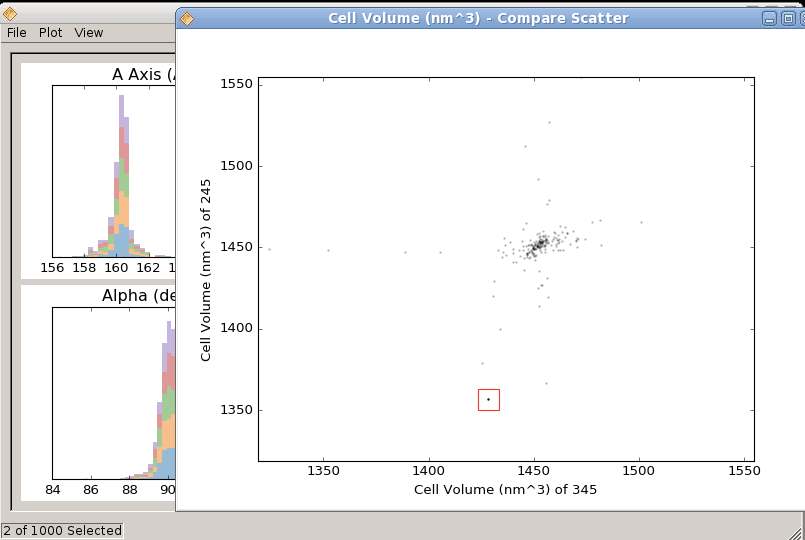 Cell Volume (nm^3) - Compare Scatter
File Plot View
A Axis (
156 158 160 162 1
Alpha (de
84 86 88 90
Cell Volume (nm^3) of 245
1550
1500
1450
1400
1350
1350 1400 1450 1500 1550
Cell Volume (nm^3) of 345
2 of 1000 Selected